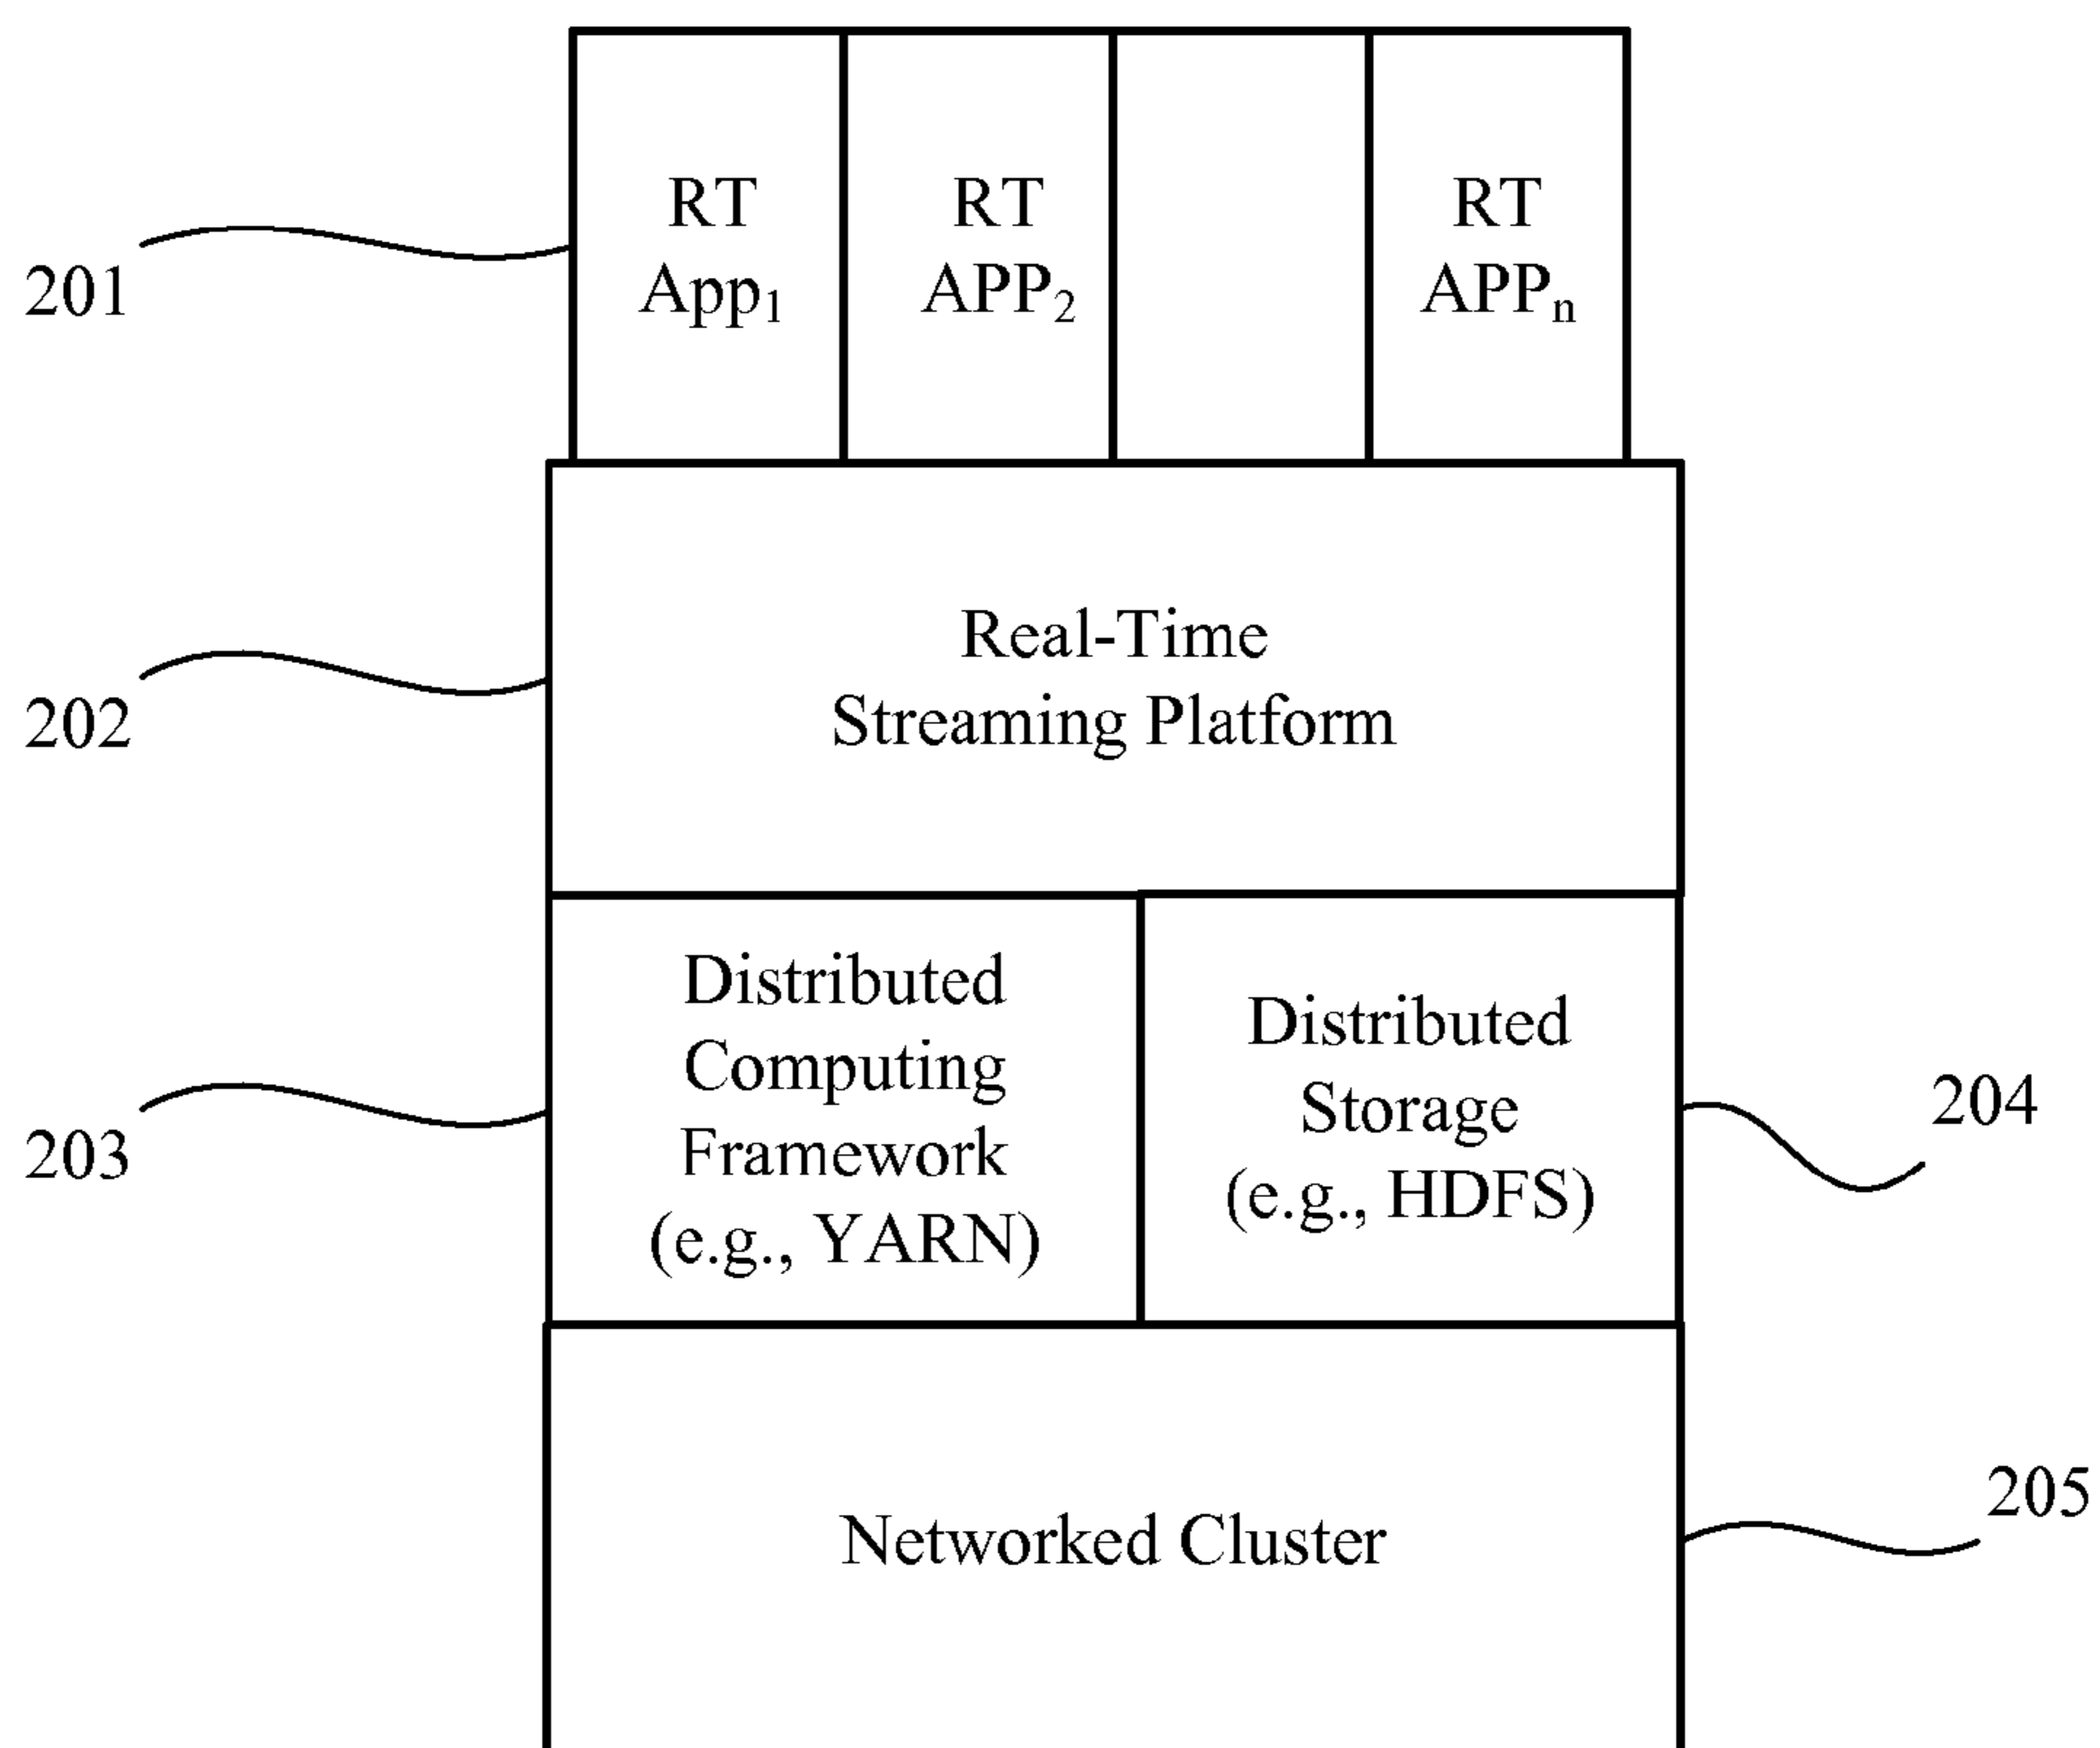 RT
App1
RT
APP2
RT
APPn
201
Real-Time
Streaming Platform
202
Distributed
Computing
Framework
(e.g., YARN)
203
Distributed
Storage
(e.g., HDFS)
204
Networked Cluster
205